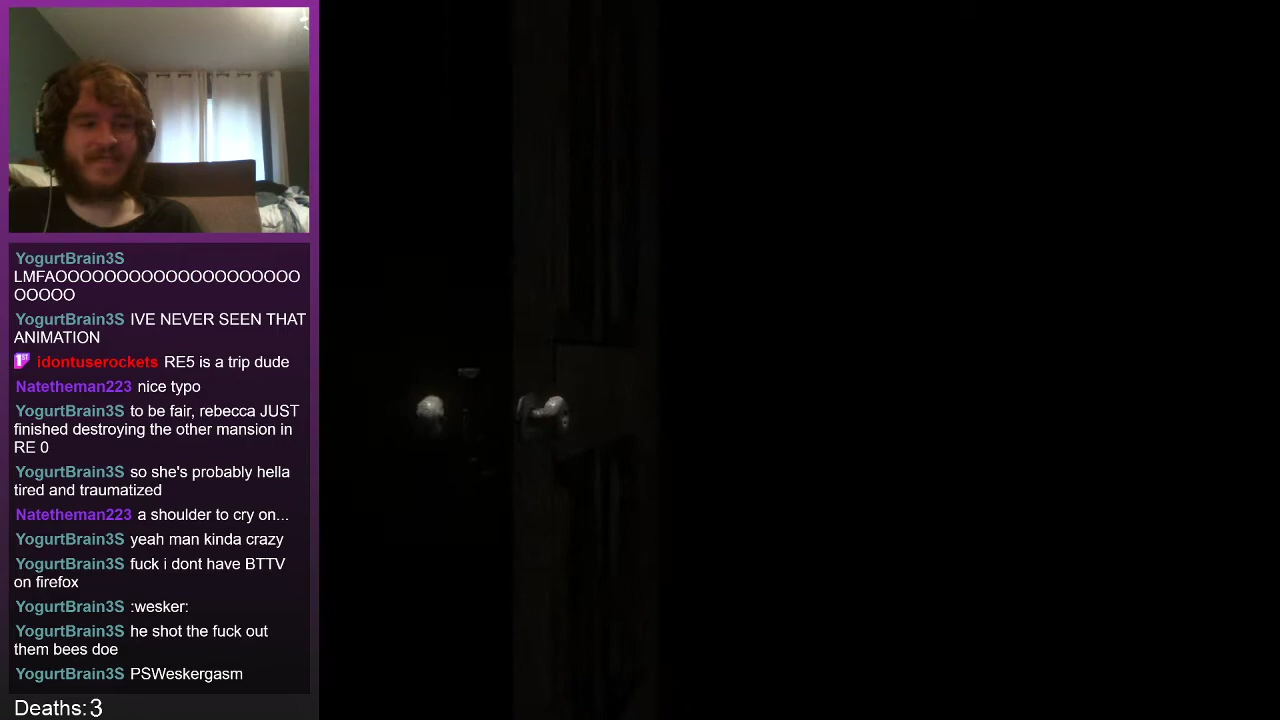 YogurtBrain3S
LMFAOOOOOOOOOOOOOOOOOOOO
OOOOO
YogurtBrain3S IVE NEVER SEEN THAT
ANIMATION
idontuserockets RE5 is a trip dude
Natetheman223 nice typo
YogurtBrain3S to be fair, rebecca JUST
finished destroying the other mansion in
RE 0
YogurtBrain3S so she's probably hella
tired and traumatized
Natetheman223 a shoulder to cry on...
YogurtBrain3S yeah man kinda crazy
YogurtBrain3S fuck i dont have BTTV
on firefox
YogurtBrain3S :wesker:
YogurtBrain3S he shot the fuck out
them bees doe
YogurtBrain3S PSWeskergasm
Deaths:3